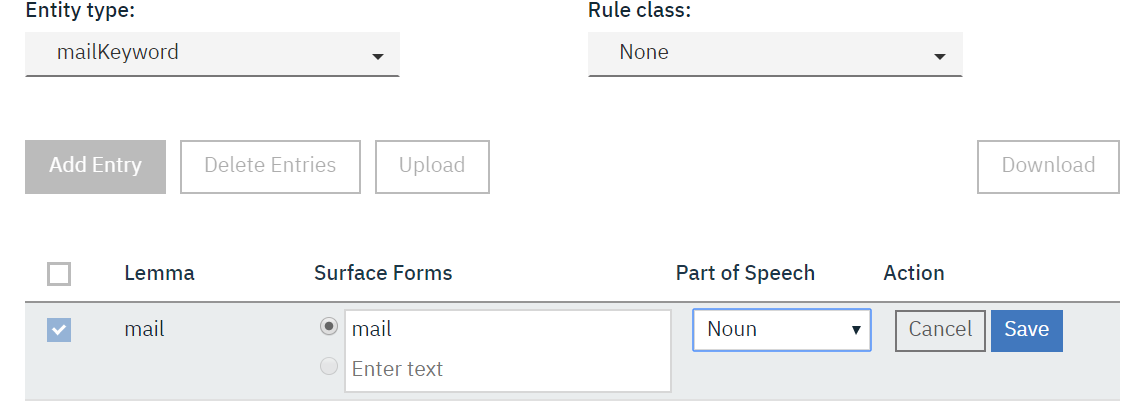 Entity type: Rule class:
mailKeyword None
Add Entry Delete Entries Upload Download
Lemma Surface Forms Part of Speech Action
mail mail Noun Cancel Save
Enter text